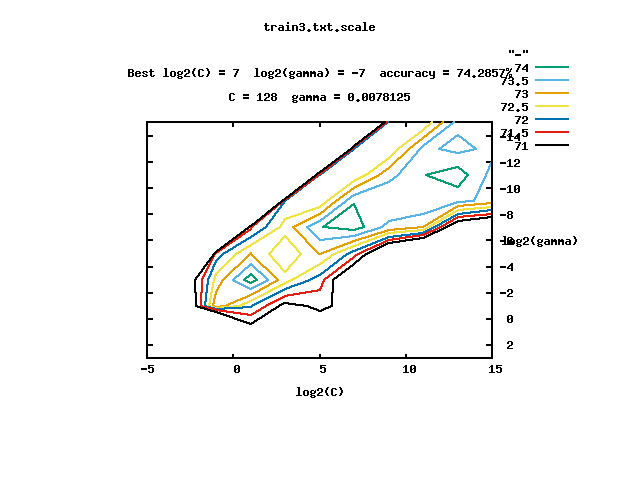 train3.txt.scale
"-"
Best log2(C) = 7  log2(gamma) = -7  accuracy = 74.2857%
74
73.5
C = 128  gamma = 0.0078125
73
72.5
72
71.5
71
-14
-12
-10
-8
-6
log2(gamma)
-4
-2
0
2
-5 0 5 10 15
log2(C)